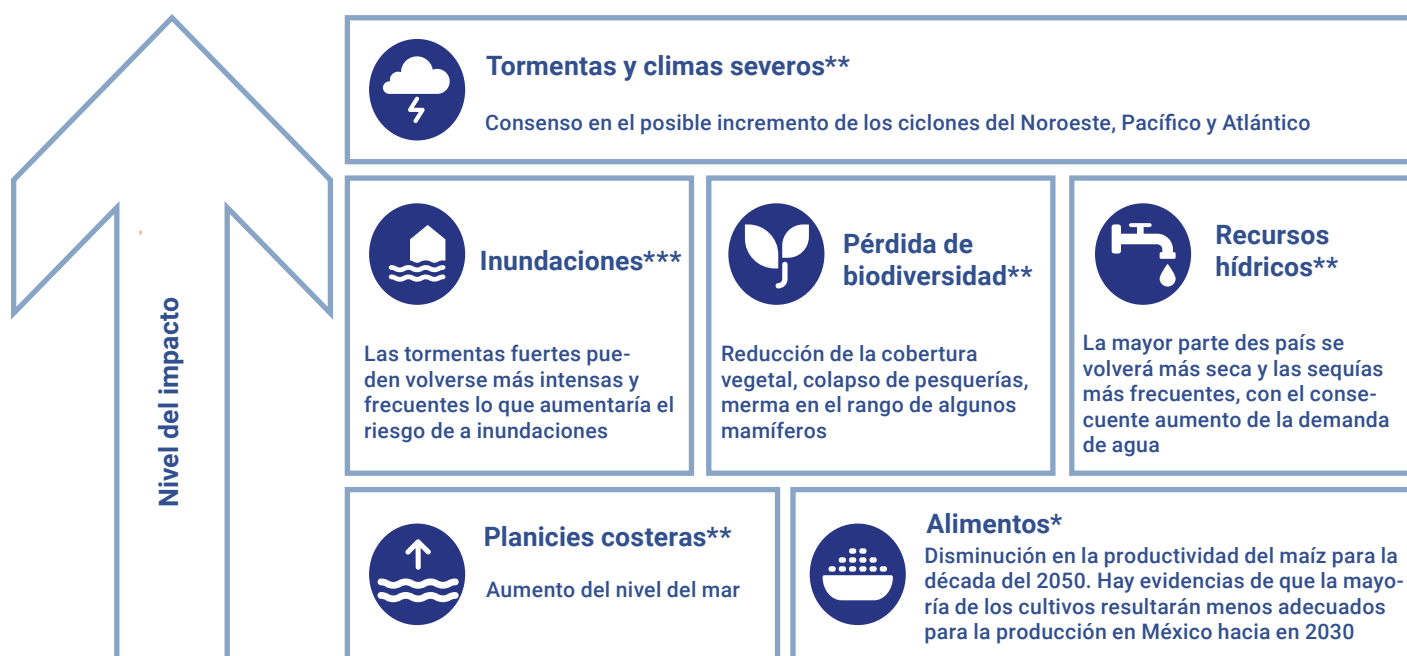 Tormentas y climas severos**
Consenso en el posible incremento de los ciclones del Noroeste, Pacífico y Atlántico
Nivel del impacto
Inundaciones***
Las tormentas fuertes pue-
den volverse más intensas y
frecuentes lo que aumentaría el
riesgo de a inundaciones
Pérdida de
biodiversidad**
Reducción de la cobertura
vegetal, colapso de pesquerías,
merma en el rango de algunos
mamíferos
Recursos
hídricos**
La mayor parte des país se
volverá más seca y las sequías
más frecuentes, con el conse-
cuente aumento de la demanda
de agua
Planicies costeras**
Aumento del nivel del mar
Alimentos*
Disminución en la productividad del maíz para la
década del 2050. Hay evidencias de que la mayo-
ría de los cultivos resultarán menos adecuados
para la producción en México hacia en 2030